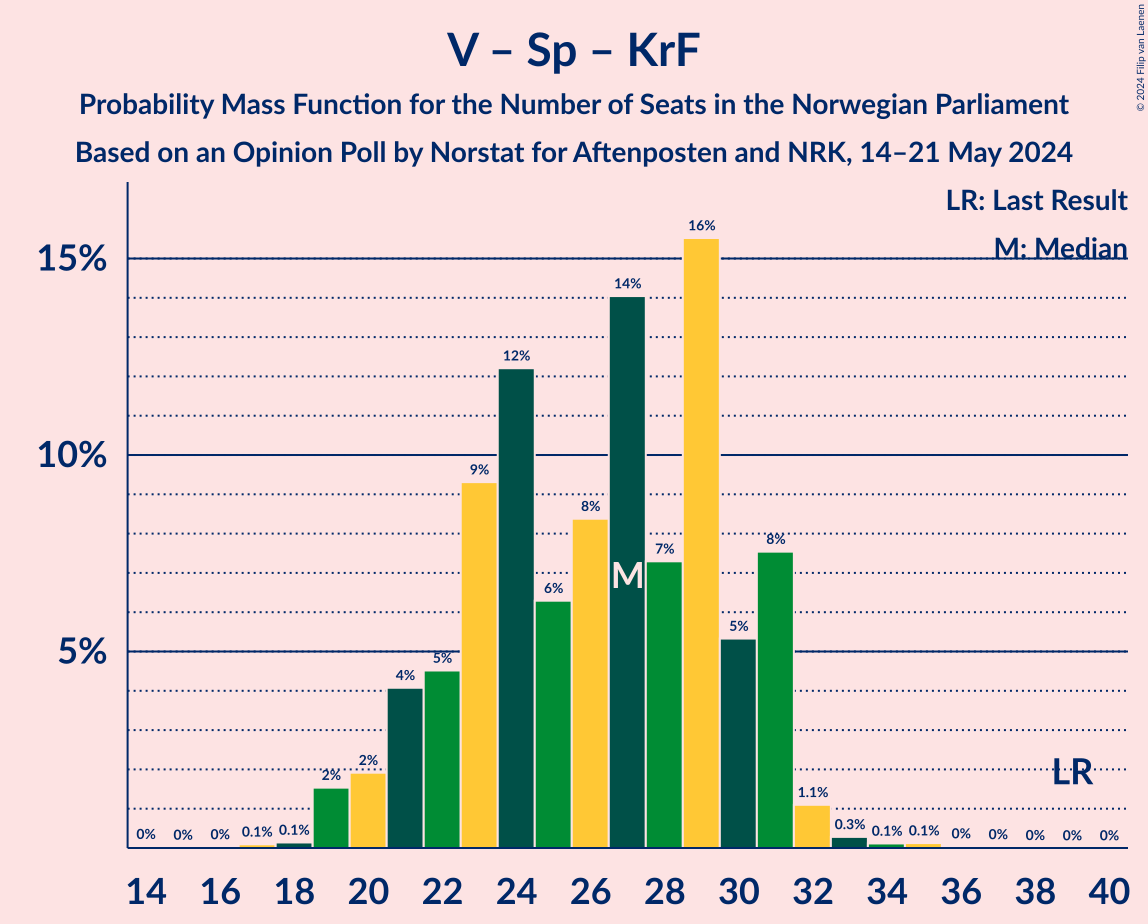 V – Sp – KrF
Probability Mass Function for the Number of Seats in the Norwegian Parliament
Based on an Opinion Poll by Norstat for Aftenposten and NRK, 14–21 May 2024
© 2024 Filip van Laenen
LR: Last Result
M: Median
15%
10%
5%
0% 0% 0% 0.1% 0.1% 2% 2% 4% 5% 9% 12% 6% 8% 14% 7% 16% 5% 8% 1.1% 0.3% 0.1% 0.1% 0% 0% 0% 0% 0%
M
LR
14 16 18 20 22 24 26 28 30 32 34 36 38 40